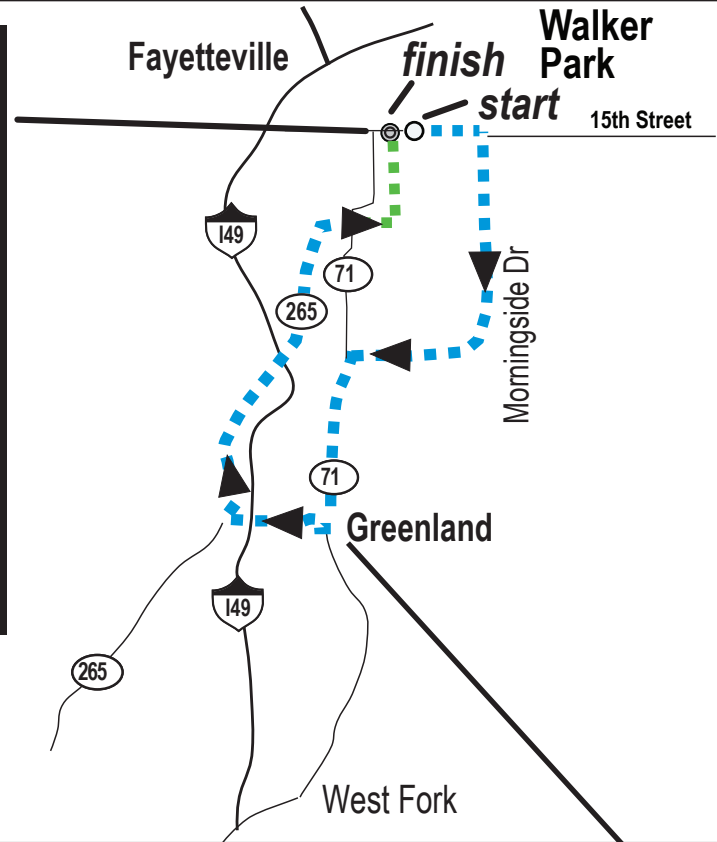 Walker
Park
Fayetteville
finish
start
15th Street
I49
71
265
Morningside Dr
71
Greenland
I49
265
West Fork